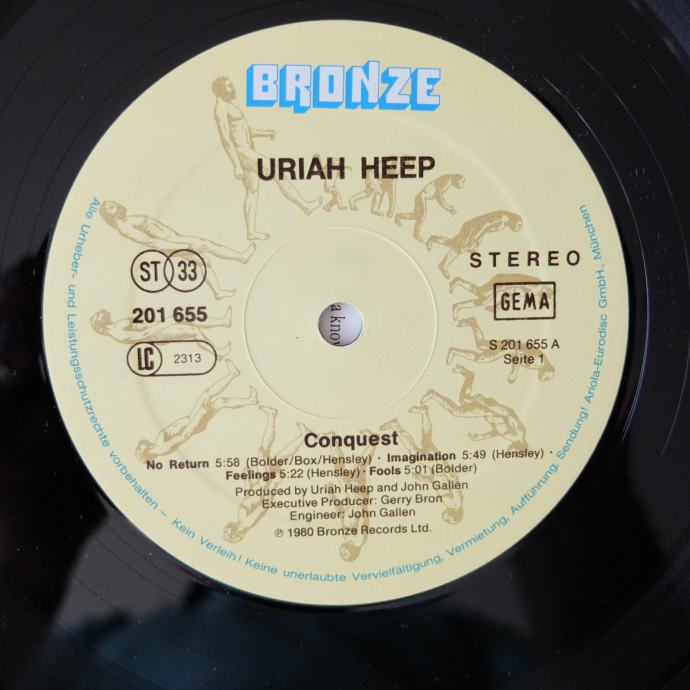 BRONZE
URIAH HEEP
STEREO
ST 33
GEMA
201 655
LC 2313
S 201 655 A
Seite 1
a kno
Conquest
No Return 5:58 (Bolder/Box/Hensley) · Imagination 5:49 (Hensley) ·
Feelings 5:22 (Hensley) · Fools 5:01 (Bolder)
Produced by Uriah Heep and John Gallen
Executive Producer: Gerry Bron
Engineer: John Gallen
℗ 1980 Bronze Records Ltd.
Alle Urheber- und Leistungsschutzrechte vorbehalten – Kein Verleih! Keine unerlaubte Vervielfältigung, Vermietung, Aufführung, Sendung! Ariola-Eurodisc GmbH., München